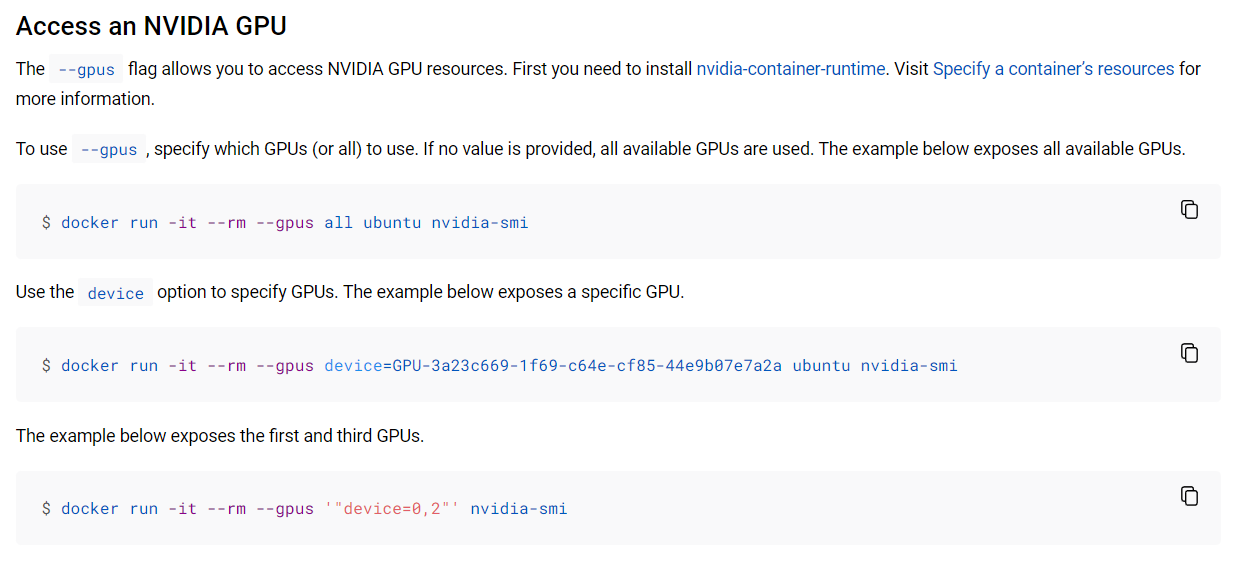 Access an NVIDIA GPU
The --gpus flag allows you to access NVIDIA GPU resources. First you need to install nvidia-container-runtime. Visit Specify a container’s resources for
more information.
To use --gpus , specify which GPUs (or all) to use. If no value is provided, all available GPUs are used. The example below exposes all available GPUs.
$ docker run -it --rm --gpus all ubuntu nvidia-smi
Use the device option to specify GPUs. The example below exposes a specific GPU.
$ docker run -it --rm --gpus device=GPU-3a23c669-1f69-c64e-cf85-44e9b07e7a2a ubuntu nvidia-smi
The example below exposes the first and third GPUs.
$ docker run -it --rm --gpus '"device=0,2"' nvidia-smi